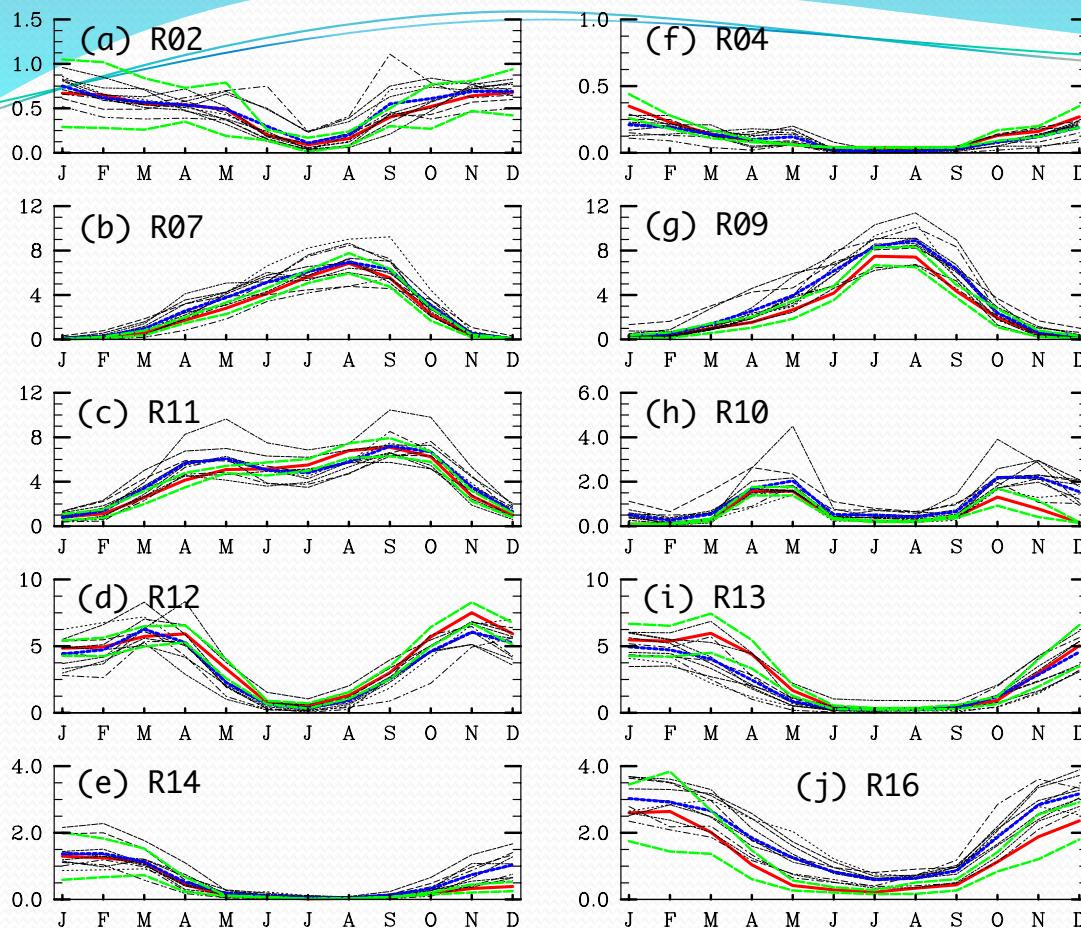 (a) R02
1.5
1.0
0.5
0.0
J F M A M J J A S O N D
(f) R04
1.0
0.5
0.0
J F M A M J J A S O N D
(b) R07
12
8
4
0
J F M A M J J A S O N D
(g) R09
12
8
4
0
J F M A M J J A S O N D
(c) R11
12
8
4
0
J F M A M J J A S O N D
(h) R10
6.0
4.0
2.0
0.0
J F M A M J J A S O N D
(d) R12
10
5
0
J F M A M J J A S O N D
(i) R13
10
5
0
J F M A M J J A S O N D
(e) R14
4.0
2.0
0.0
J F M A M J J A S O N D
(j) R16
4.0
2.0
0.0
J F M A M J J A S O N D